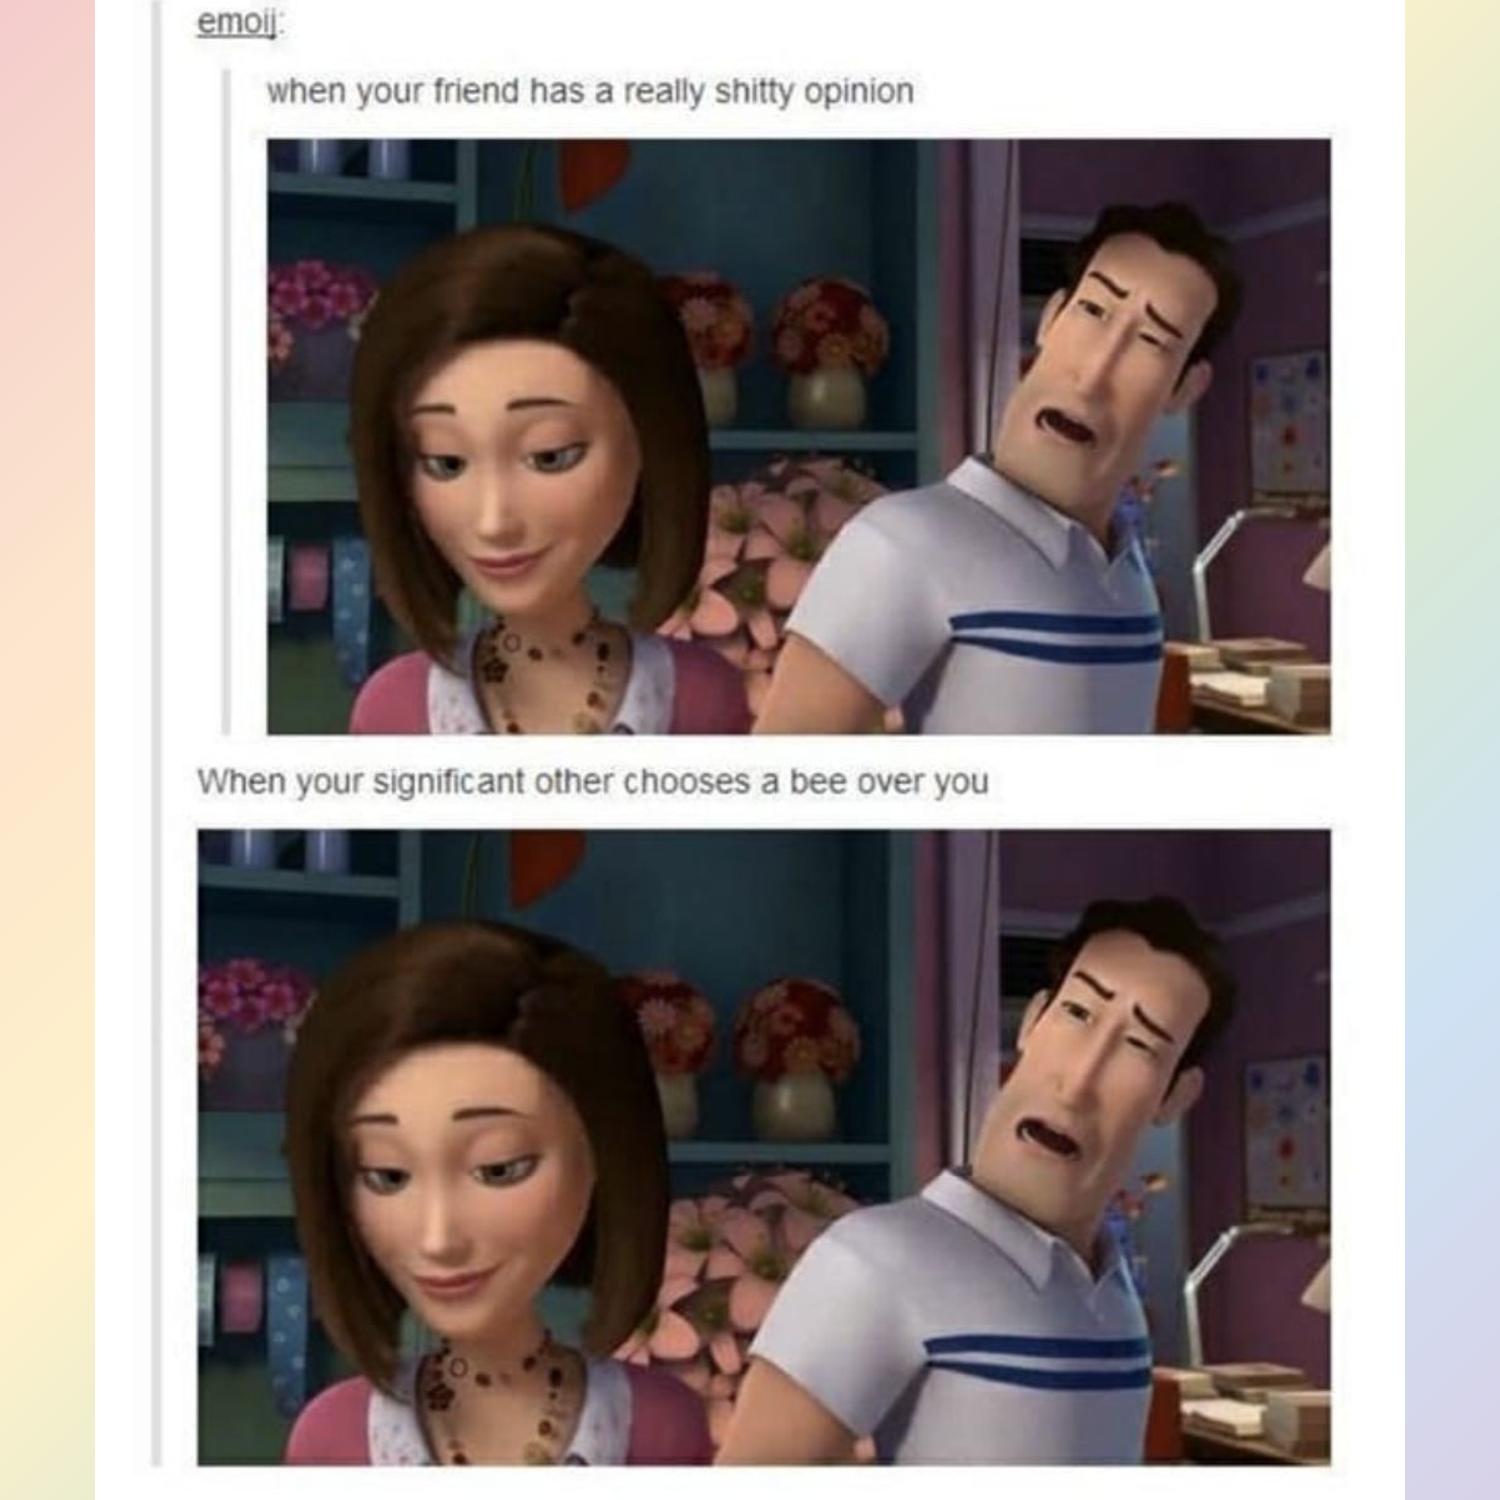 emoij:
when your friend has a really shitty opinion
When your significant other chooses a bee over you